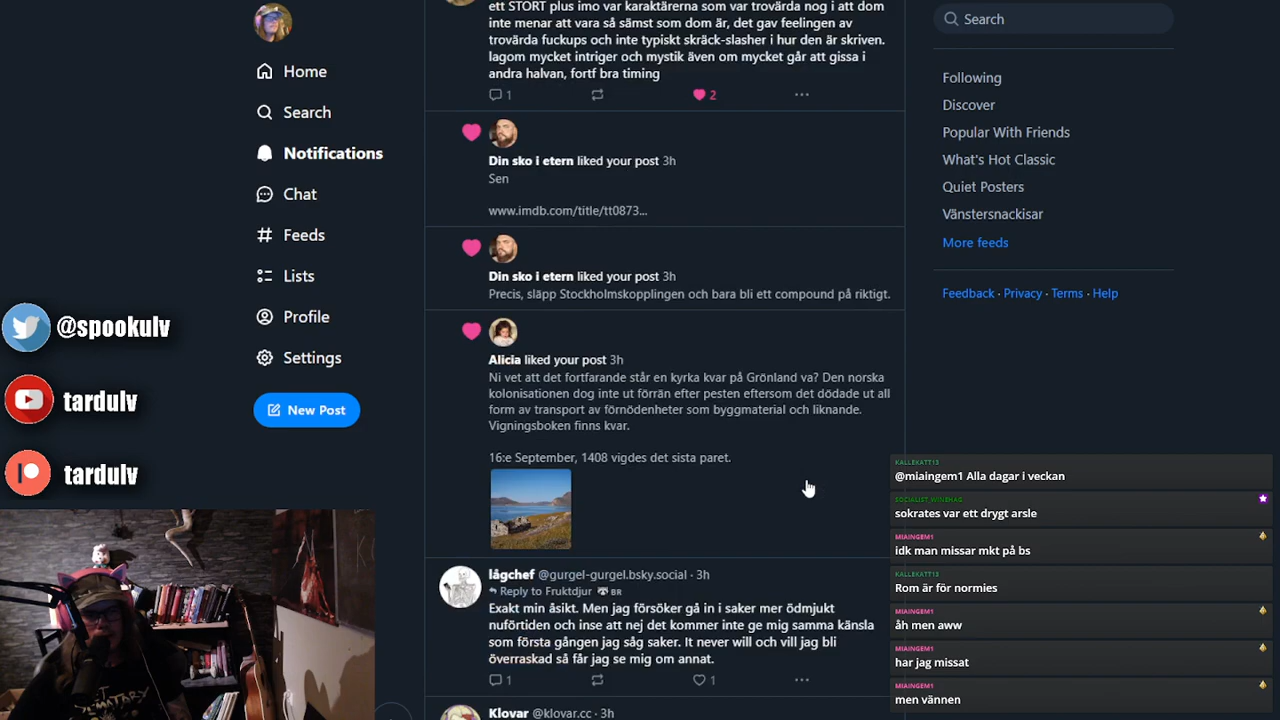 Home
Search
Notifications
Chat
Feeds
Lists
Profile
Settings
New Post
@spookulv
tardulv
tardulv
ett STORT plus imo var karaktärerna som var trovärda nog i att dom
inte menar att vara så sämst som dom är, det gav feelingen av
trovärda fuckups och inte typiskt skräck-slasher i hur den är skriven.
lagom mycket intriger och mystik även om mycket går att gissa i
andra halvan, fortf bra timing
1
2
Din sko i etern liked your post 3h
Sen
www.imdb.com/title/tt0873...
Din sko i etern liked your post 3h
Precis, släpp Stockholmskopplingen och bara bli ett compound på riktigt.
Alicia liked your post 3h
Ni vet att det fortfarande står en kyrka kvar på Grönland va? Den norska
kolonisationen dog inte ut förrän efter pesten eftersom det dödade ut all
form av transport av förnödenheter som byggmaterial och liknande.
Vigningsboken finns kvar.
16:e September, 1408 vigdes det sista paret.
lågchef @gurgel-gurgel.bsky.social · 3h
Reply to Fruktdjur BR
Exakt min åsikt. Men jag försöker gå in i saker mer ödmjukt
nuförtiden och inse att nej det kommer inte ge mig samma känsla
som första gången jag såg saker. It never will och vill jag bli
överraskad så får jag se mig om annat.
1
1
Klovar @klovar.cc · 3h
Search
Following
Discover
Popular With Friends
What's Hot Classic
Quiet Posters
Vänstersnackisar
More feeds
Feedback · Privacy · Terms · Help
KALLEKATT13
@miaingem1 Alla dagar i veckan
SOCIALIST_WINEHAG
sokrates var ett drygt arsle
MIAINGEM1
idk man missar mkt på bs
KALLEKATT13
Rom är för normies
MIAINGEM1
åh men aww
MIAINGEM1
har jag missat
MIAINGEM1
men vännen